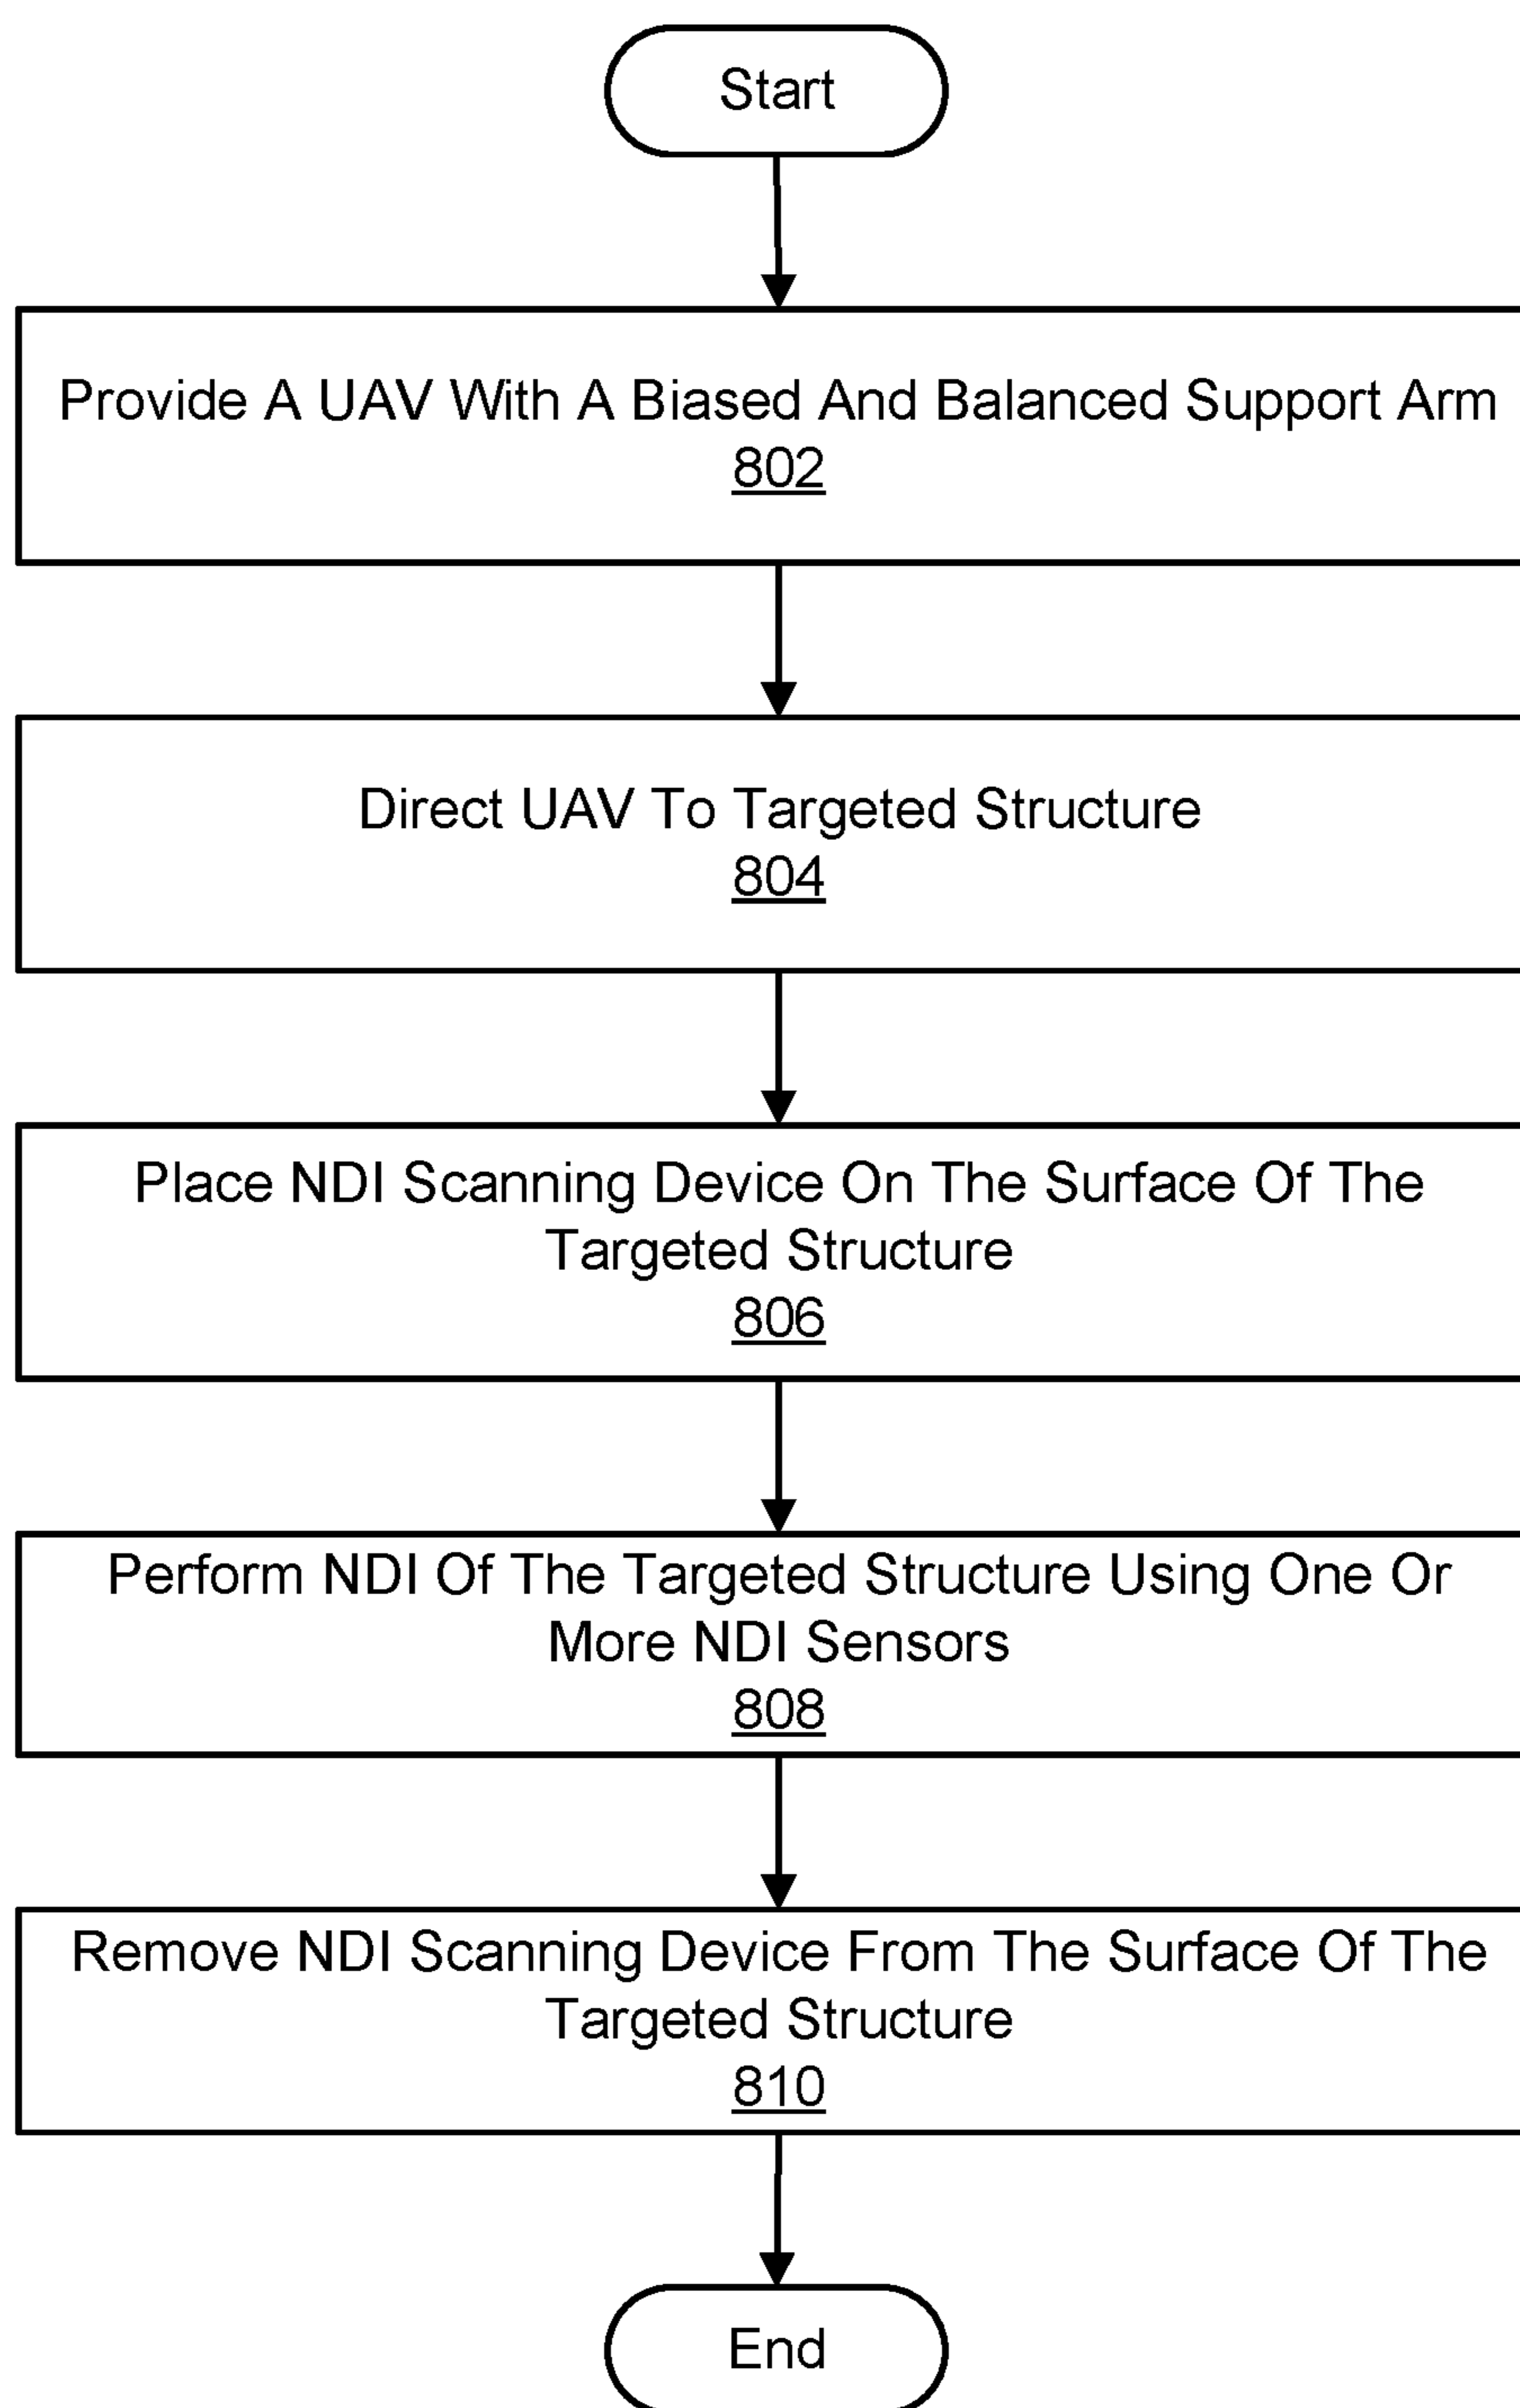 Start
Provide A UAV With A Biased And Balanced Support Arm
802
Direct UAV To Targeted Structure
804
Place NDI Scanning Device On The Surface Of The
Targeted Structure
806
Perform NDI Of The Targeted Structure Using One Or
More NDI Sensors
808
Remove NDI Scanning Device From The Surface Of The
Targeted Structure
810
End